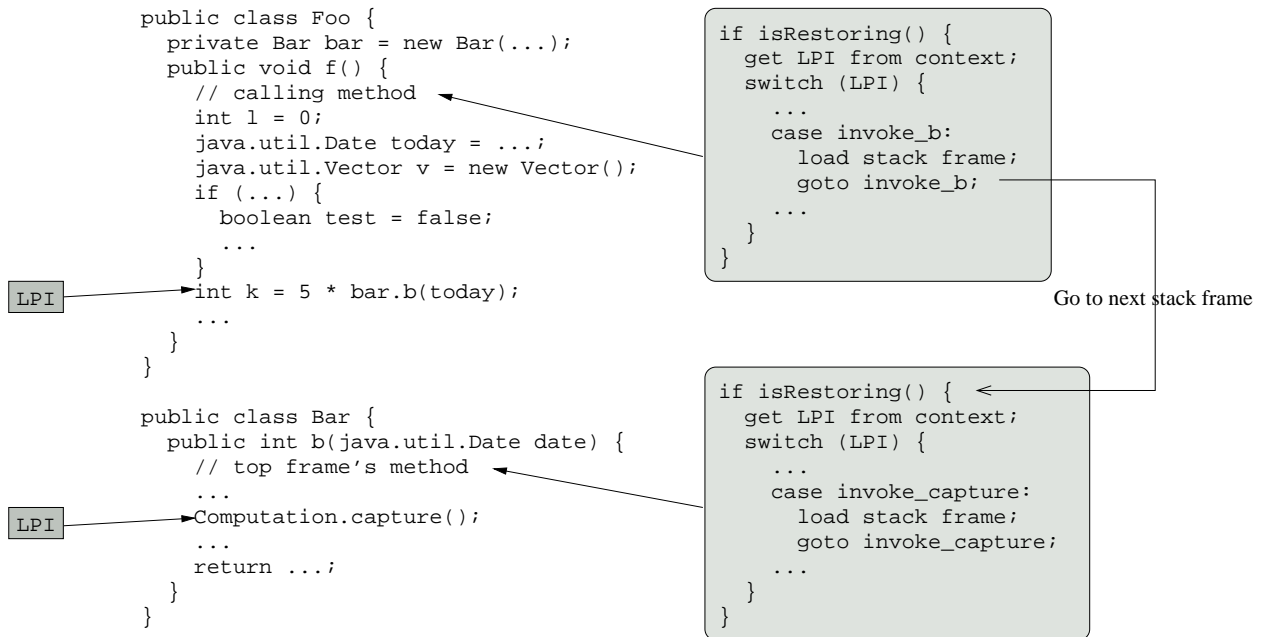 public class Foo {
private Bar bar = new Bar(...);
public void f() {
// calling method
int l = 0;
java.util.Date today = ...;
java.util.Vector v = new Vector();
if (...) {
boolean test = false;
...
}
LPI
int k = 5 * bar.b(today);
...
}
}
public class Bar {
public int b(java.util.Date date) {
// top frame's method
...
LPI
Computation.capture();
...
return ...;
}
}
if isRestoring() {
get LPI from context;
switch (LPI) {
...
case invoke_b:
load stack frame;
goto invoke_b;
...
}
}
Go to next stack frame
if isRestoring() {
get LPI from context;
switch (LPI) {
...
case invoke_capture:
load stack frame;
goto invoke_capture;
...
}
}